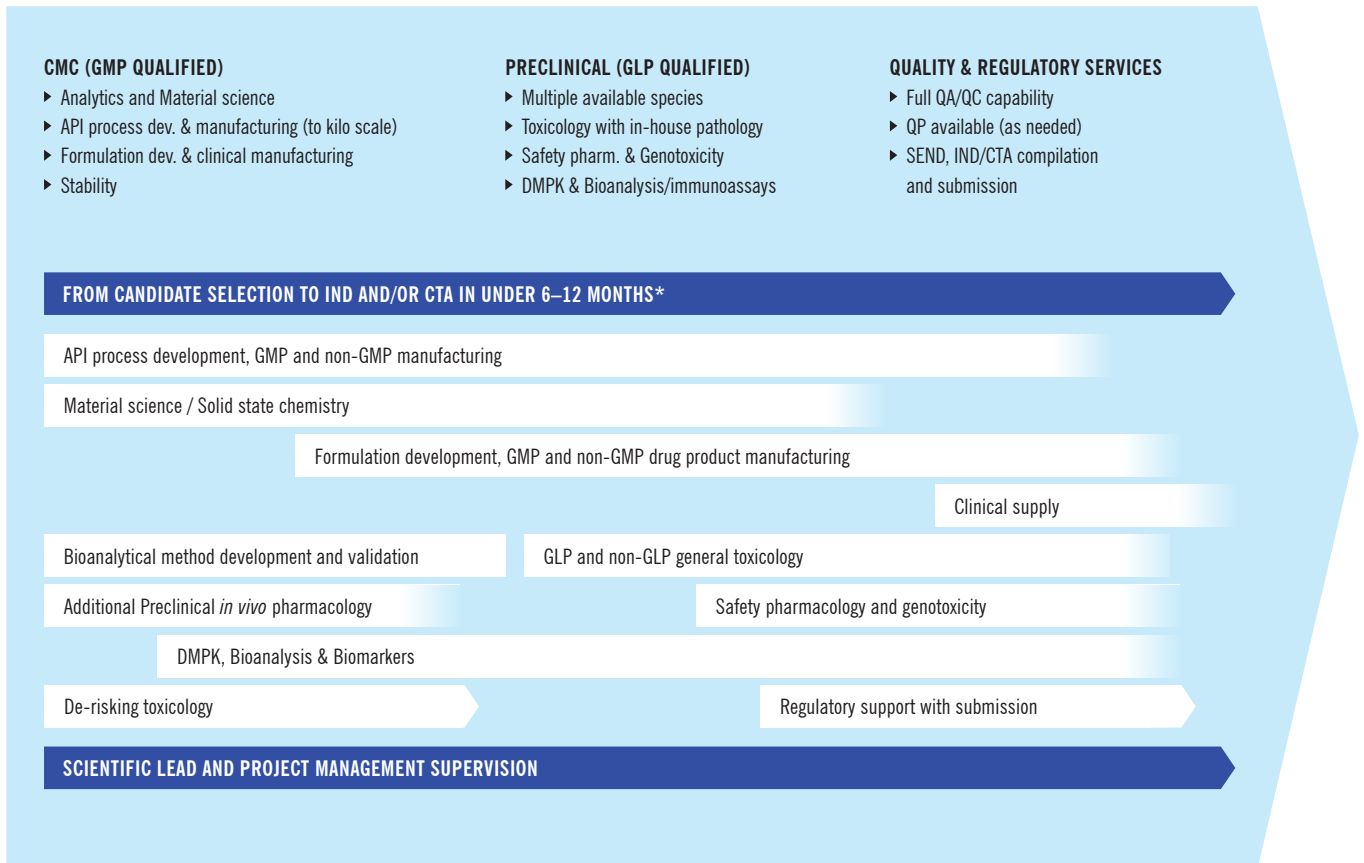 CMC (GMP QUALIFIED)
Analytics and Material science
API process dev. & manufacturing (to kilo scale)
Formulation dev. & clinical manufacturing
Stability
PRECLINICAL (GLP QUALIFIED)
Multiple available species
Toxicology with in-house pathology
Safety pharm. & Genotoxicity
DMPK & Bioanalysis/immunoassays
QUALITY & REGULATORY SERVICES
Full QA/QC capability
QP available (as needed)
SEND, IND/CTA compilation
and submission
FROM CANDIDATE SELECTION TO IND AND/OR CTA IN UNDER 6–12 MONTHS*
API process development, GMP and non-GMP manufacturing
Material science / Solid state chemistry
Formulation development, GMP and non-GMP drug product manufacturing
Clinical supply
Bioanalytical method development and validation
GLP and non-GLP general toxicology
Additional Preclinical in vivo pharmacology
Safety pharmacology and genotoxicity
DMPK, Bioanalysis & Biomarkers
De-risking toxicology
Regulatory support with submission
SCIENTIFIC LEAD AND PROJECT MANAGEMENT SUPERVISION